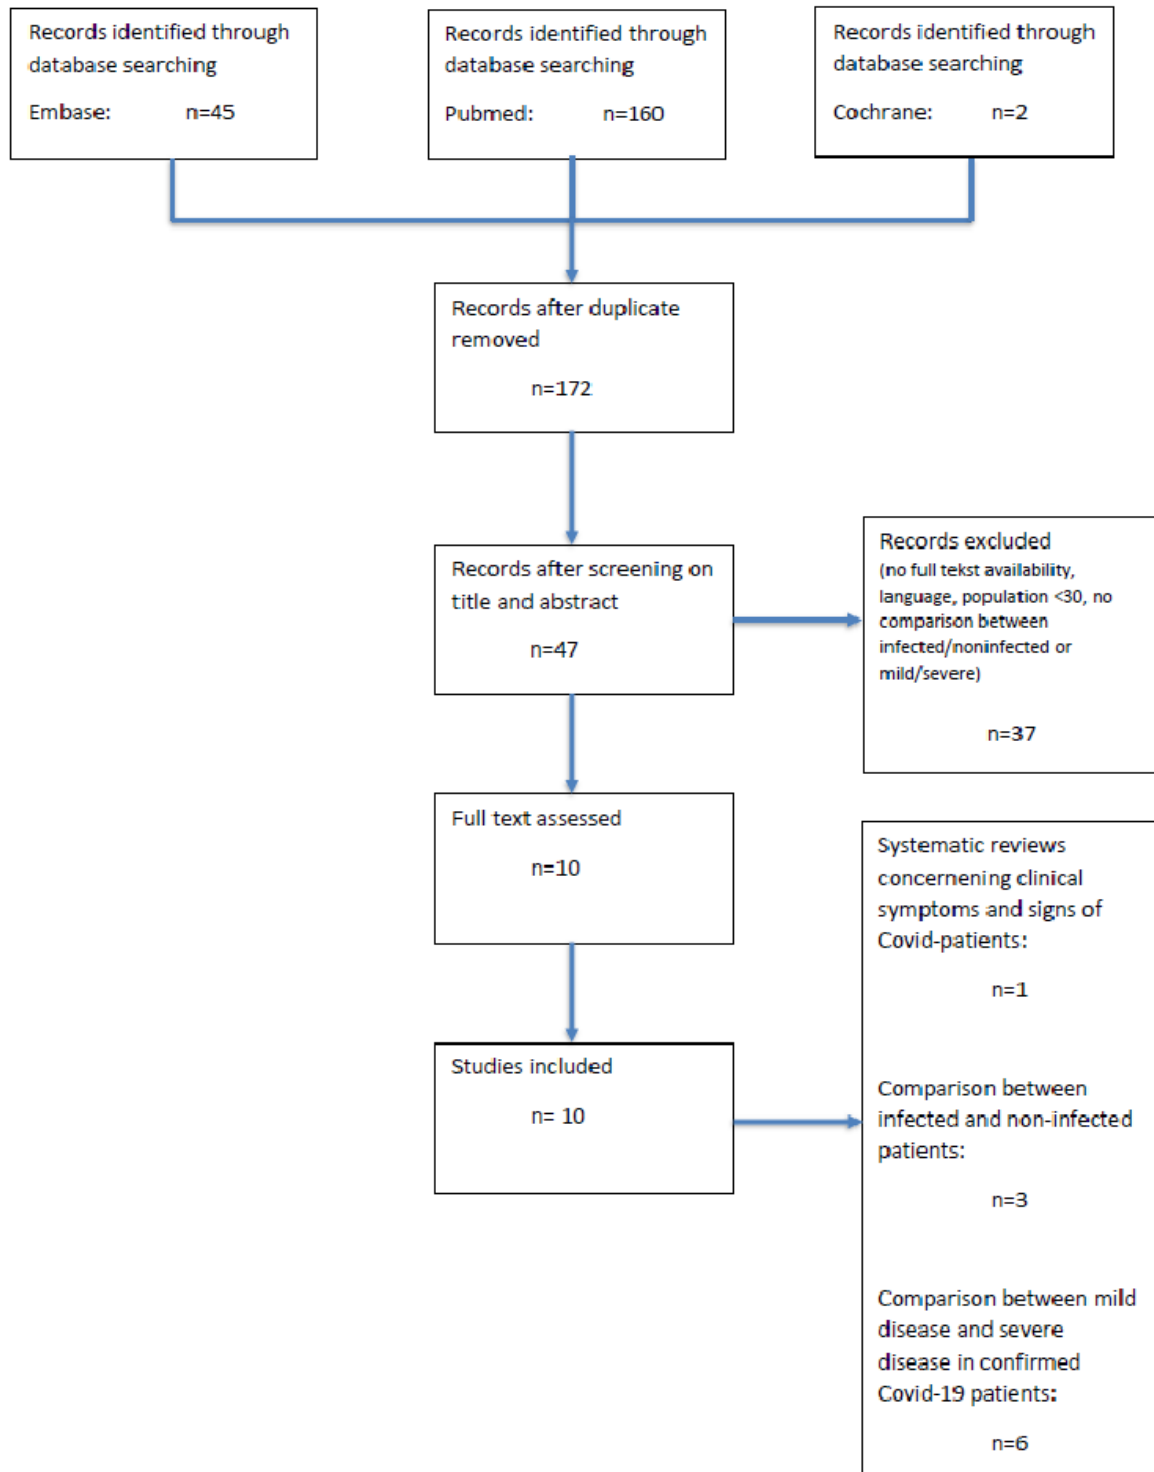 Records identified through
database searching
Embase: n=45
Records identified through
database searching
Pubmed: n=160
Records identified through
database searching
Cochrane: n=2
Records after duplicate
removed
n=172
Records after screening on
title and abstract
n=47
Records excluded
(no full tekst availability,
language, population <30, no
comparison between
infected/noninfected or
mild/severe)
n=37
Full text assessed
n=10
Studies included
n= 10
Systematic reviews
concernening clinical
symptoms and signs of
Covid-patients:
n=1
Comparison between
infected and non-infected
patients:
n=3
Comparison between mild
disease and severe
disease in confirmed
Covid-19 patients:
n=6